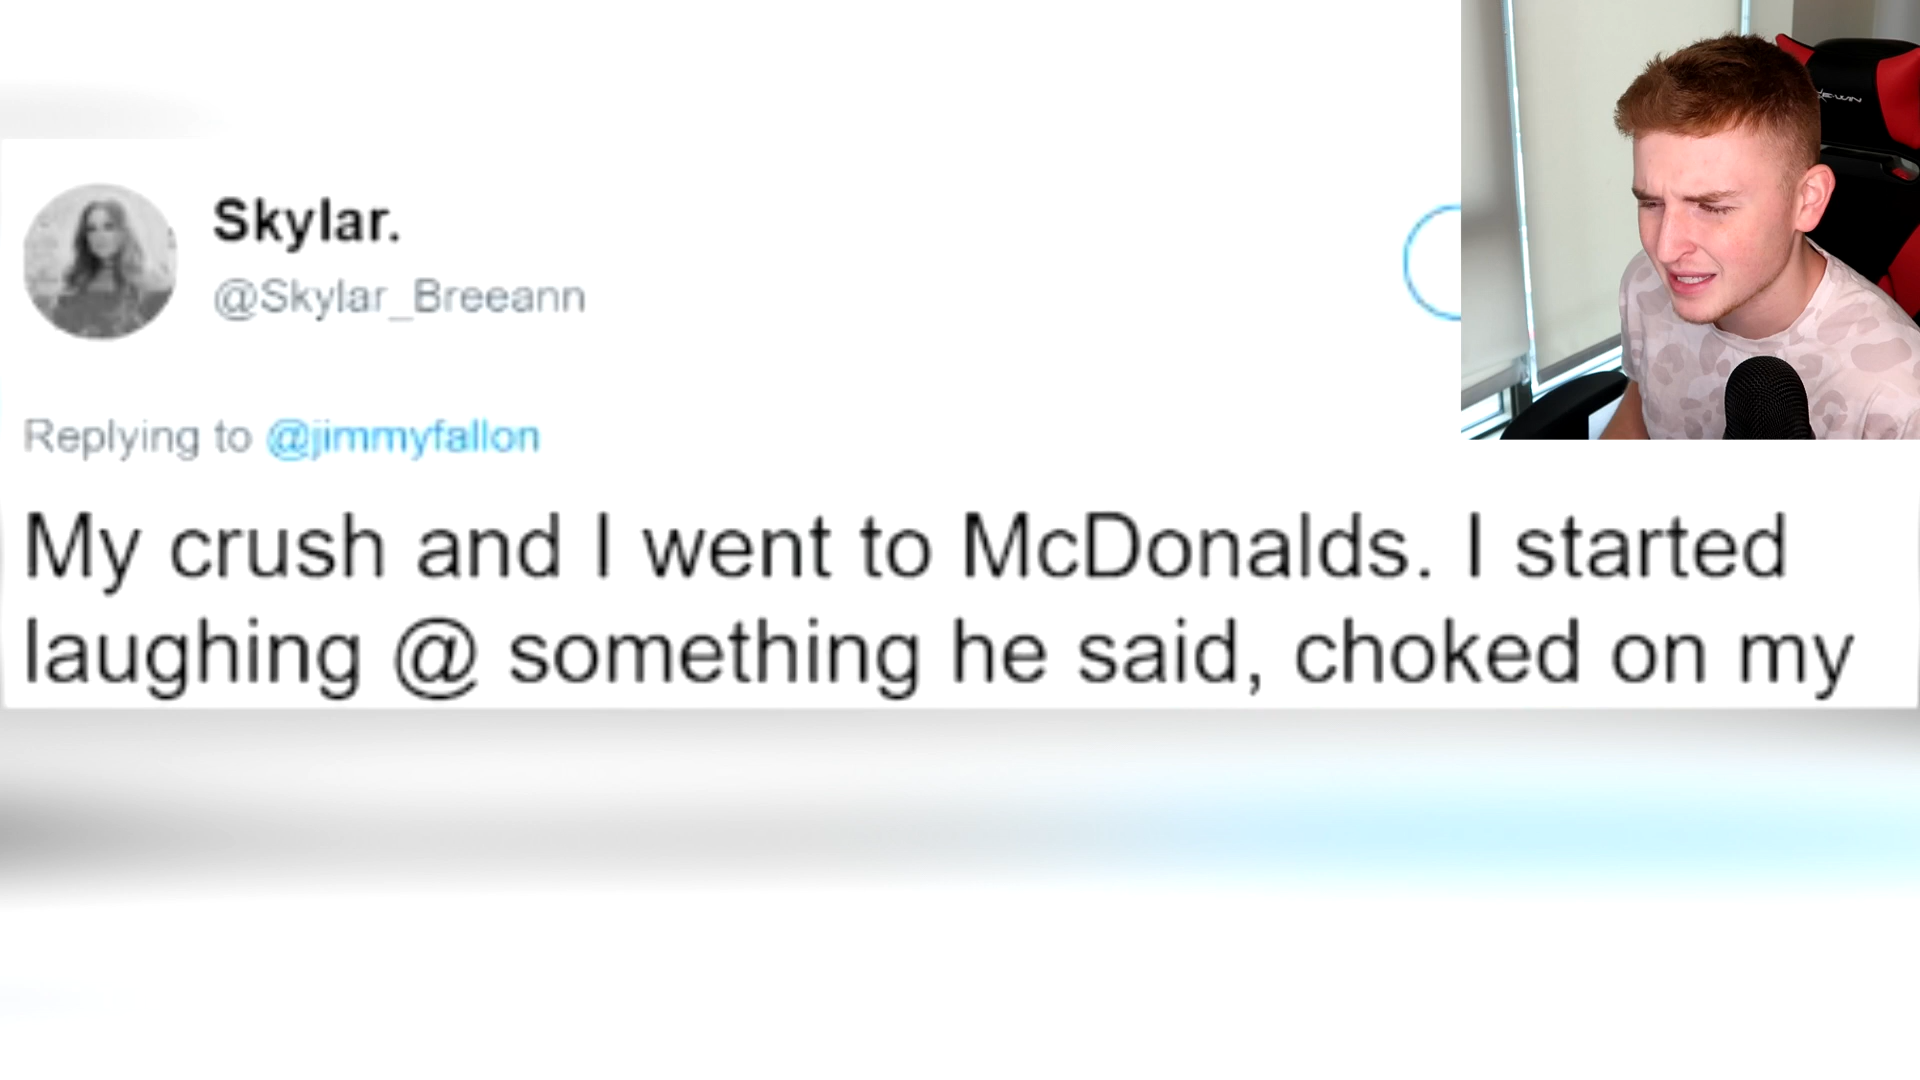 Skylar.
@Skylar_Breeann
Replying to @jimmyfallon
My crush and I went to McDonalds. I started
laughing @ something he said, choked on my